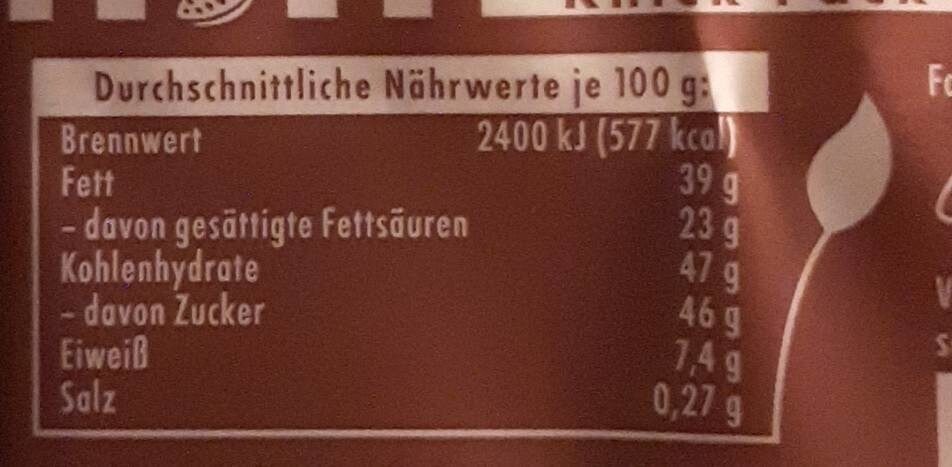 Durchschnittliche Nährwerte je 100 g:
Brennwert 2400 kJ (577 kcal)
Fett 39 g
- davon gesättigte Fettsäuren 23 g
Kohlenhydrate 47 g
- davon Zucker 46 g
Eiweiß 7,4 g
Salz 0,27 g